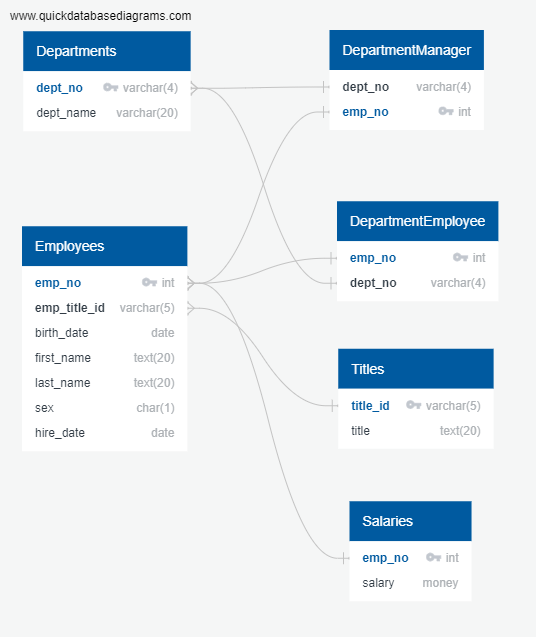 www.quickdatabasediagrams.com
Departments
dept_no varchar(4)
dept_name varchar(20)
DepartmentManager
dept_no varchar(4)
emp_no int
Employees
emp_no int
emp_title_id varchar(5)
birth_date date
first_name text(20)
last_name text(20)
sex char(1)
hire_date date
DepartmentEmployee
emp_no int
dept_no varchar(4)
Titles
title_id varchar(5)
title text(20)
Salaries
emp_no int
salary money